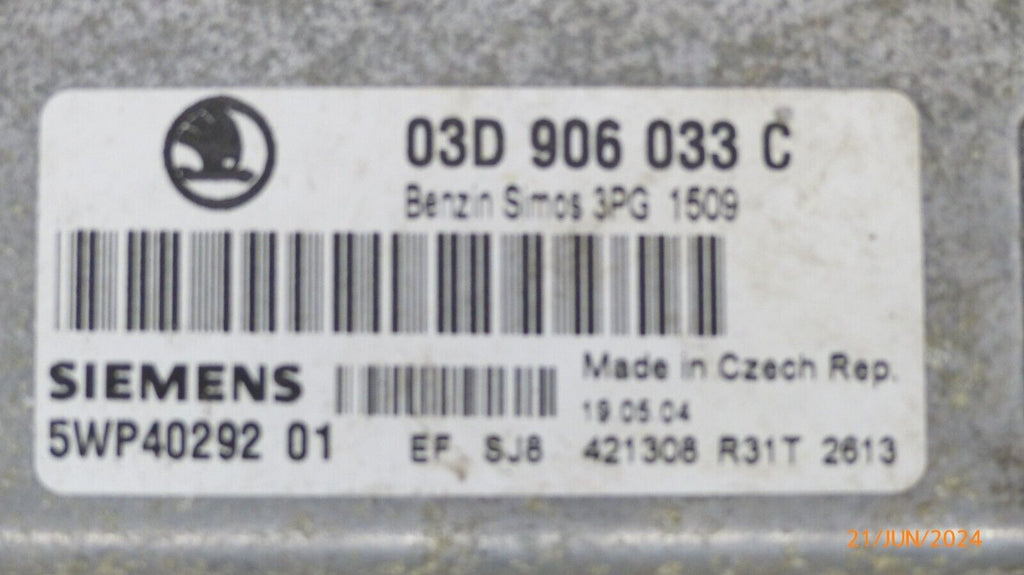 03D 906 033 C
Benzin Simos 3PG 1509
SIEMENS
5WP40292 01
Made in Czech Rep.
19.05.04
EF SJ8 421308 R31T 2613
21/JUN/2024